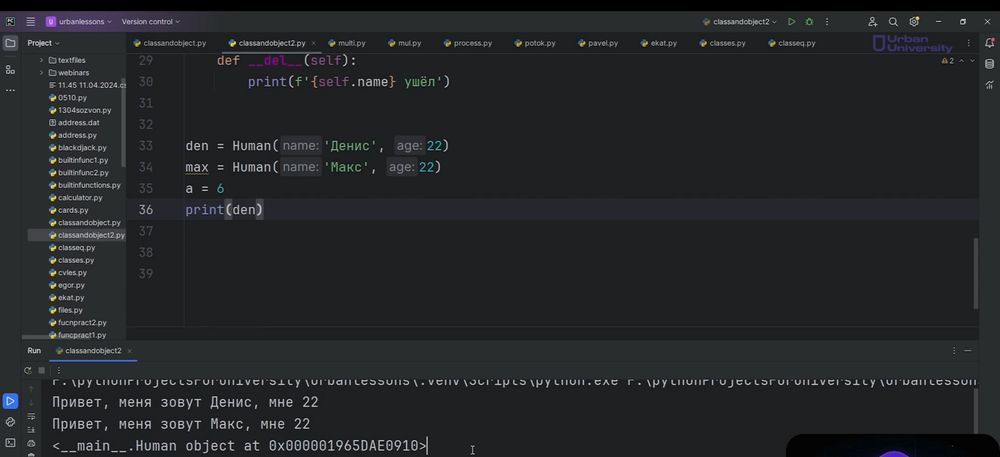 urbanlessons
Version control
classandobject2
Project
classandobject.py
classandobject2.py
multi.py
mul.py
process.py
potok.py
pavel.py
ekat.py
classes.py
classeq.py
Urban
University
textfiles
webinars
11.45 11.04.2024.cs
0510.py
1304sozvon.py
address.dat
address.py
blackdjack.py
builtinfunc1.py
builtinfunc2.py
builtinfunctions.py
calculator.py
cards.py
classandobject.py
classandobject2.py
classeq.py
classes.py
cvles.py
egor.py
ekat.py
files.py
fucnpract2.py
funcpract1.py
2
29 def __del__(self):
30 print(f'{self.name} ушёл')
31
32
33 den = Human(name: 'Денис', age: 22)
34 max = Human(name: 'Макс', age: 22)
35 a = 6
36 print(den)
37
38
39
Run classandobject2
F:\pythonProjectsForUniversity\urbanlessons\.venv\Scripts\python.exe F:\pythonProjectsForUniversity\urbanlessons
Привет, меня зовут Денис, мне 22
Привет, меня зовут Макс, мне 22
<__main__.Human object at 0x000001965DAE0910>